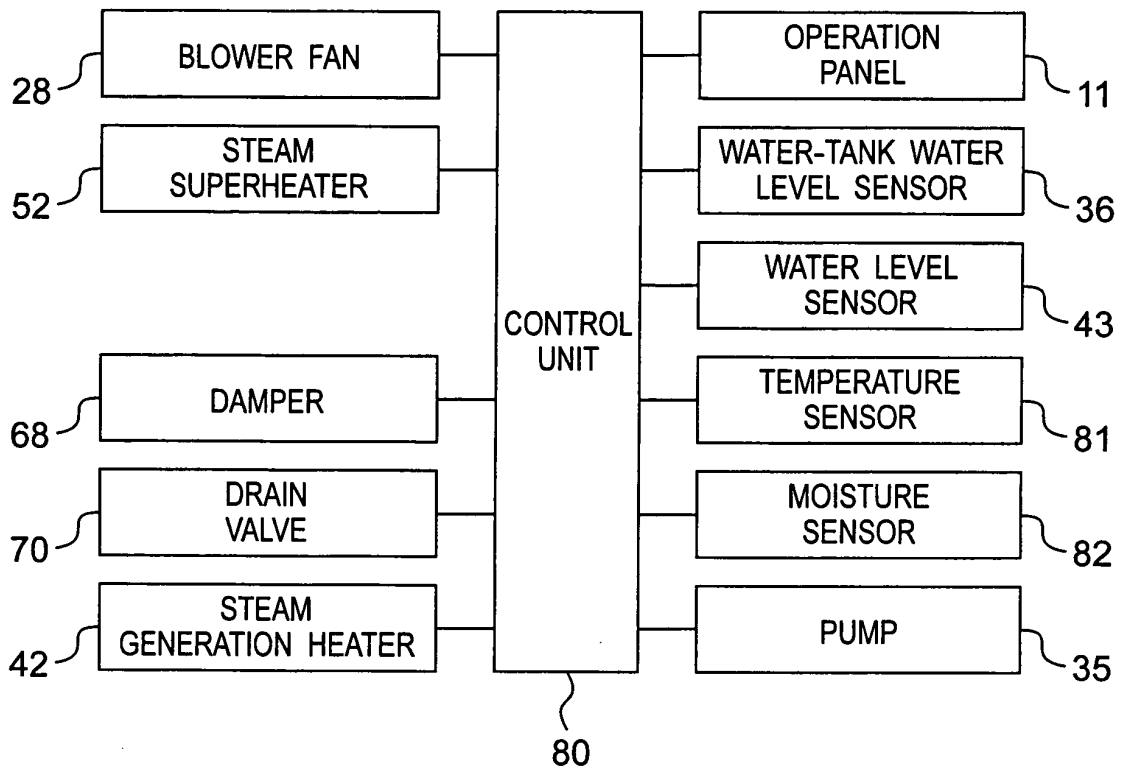 BLOWER FAN
28
STEAM
SUPERHEATER
52
DAMPER
68
DRAIN
VALVE
70
STEAM
GENERATION HEATER
42
CONTROL
UNIT
80
OPERATION
PANEL
11
WATER-TANK WATER
LEVEL SENSOR
36
WATER LEVEL
SENSOR
43
TEMPERATURE
SENSOR
81
MOISTURE
SENSOR
82
PUMP
35